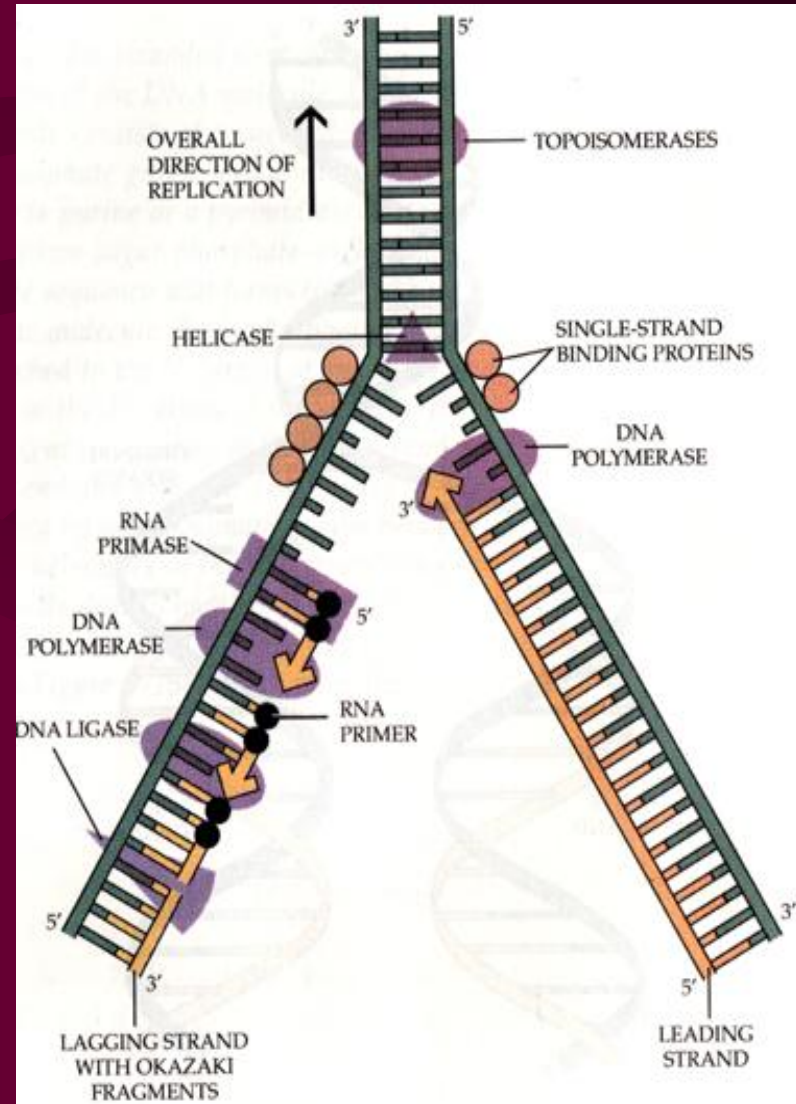 3′ 5′
OVERALL
DIRECTION OF
REPLICATION
TOPOISOMERASES
HELICASE
SINGLE-STRAND
BINDING PROTEINS
DNA
POLYMERASE
3′
RNA
PRIMASE
5′
DNA
POLYMERASE
RNA
PRIMER
DNA LIGASE
5′
3′
3′
5′
LAGGING STRAND
WITH OKAZAKI
FRAGMENTS
LEADING
STRAND